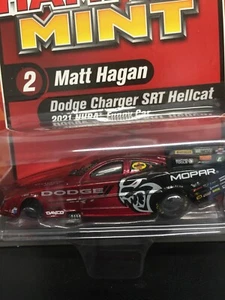 MINT
2 Matt Hagan
Dodge Charger SRT Hellcat
2021 NHRA Funny Car
DODGE
MOPAR